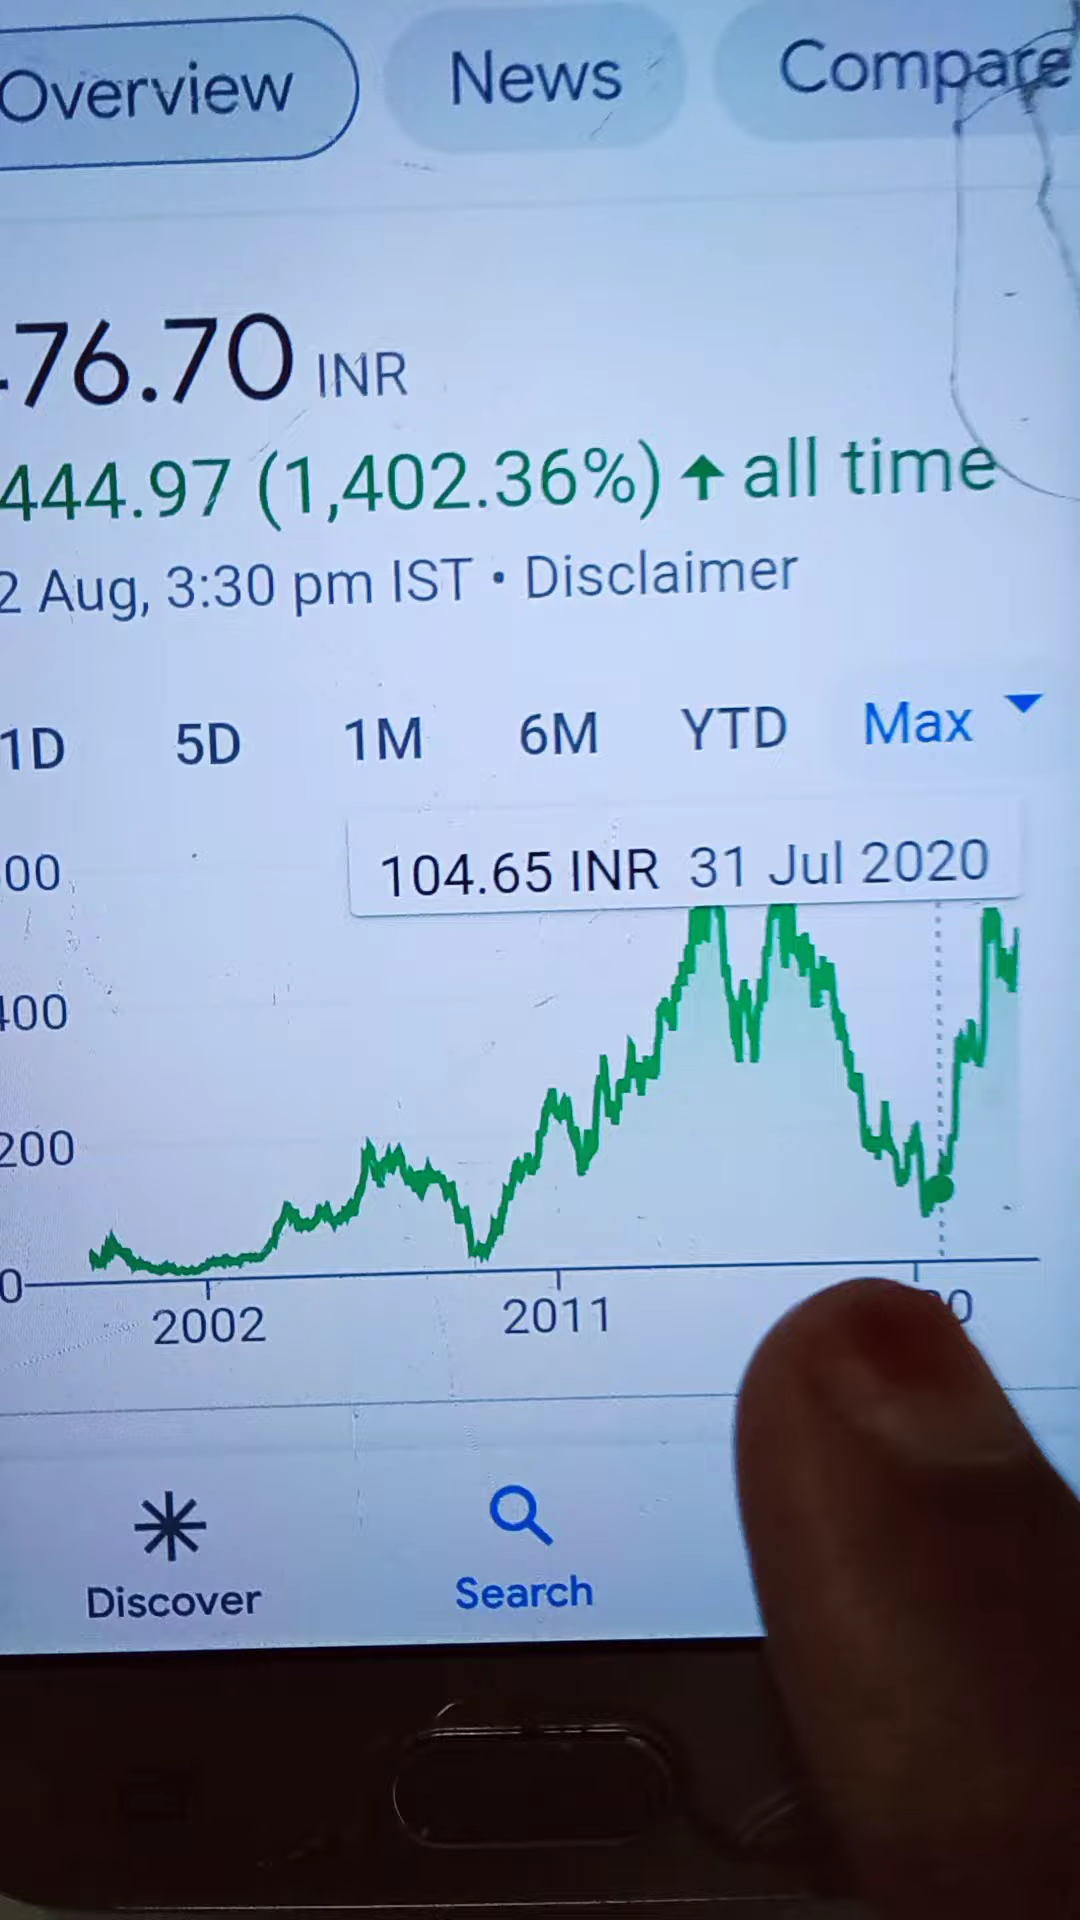 Overview News Compare
476.70 INR
444.97 (1,402.36%) ↑ all time
2 Aug, 3:30 pm IST • Disclaimer
1D 5D 1M 6M YTD Max
104.65 INR 31 Jul 2020
400
200
0
2002 2011
Discover Search